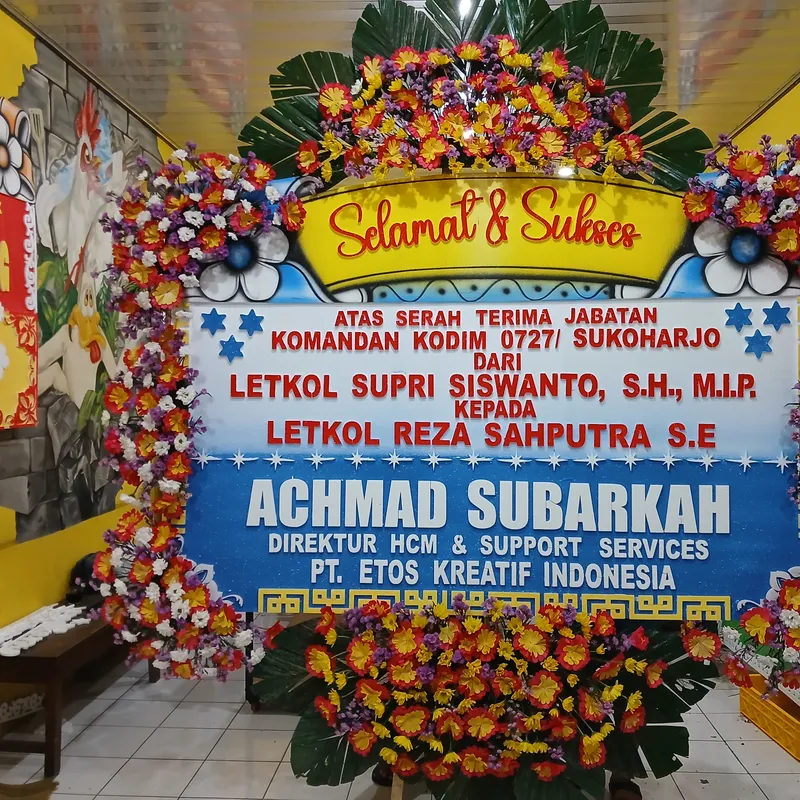 Selamat & Sukses
ATAS SERAH TERIMA JABATAN
KOMANDAN KODIM 0727/ SUKOHARJO
DARI
LETKOL SUPRI SISWANTO, S.H., M.I.P.
KEPADA
LETKOL REZA SAHPUTRA S.E
ACHMAD SUBARKAH
DIREKTUR HCM & SUPPORT SERVICES
PT. ETOS KREATIF INDONESIA